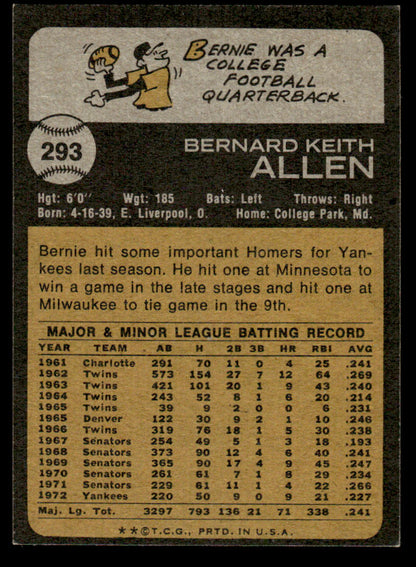 BERNIE WAS A
COLLEGE
FOOTBALL
QUARTERBACK.
293
BERNARD KEITH
ALLEN
Hgt: 6'0" Wgt: 185 Bats: Left Throws: Right
Born: 4-16-39, E. Liverpool, O. Home: College Park, Md.
Bernie hit some important Homers for Yan-
kees last season. He hit one at Minnesota to
win a game in the late stages and hit one at
Milwaukee to tie game in the 9th.
MAJOR & MINOR LEAGUE BATTING RECORD
YEAR TEAM AB H 2B 3B HR RBI AVG
1961 Charlotte 291 70 11 0 4 25 .241
1962 Twins 573 154 27 7 12 64 .269
1963 Twins 421 101 20 1 9 43 .240
1964 Twins 243 52 8 1 6 20 .214
1965 Twins 39 9 2 0 0 6 .231
1965 Denver 122 30 9 2 1 10 .246
1966 Twins 319 76 18 1 5 30 .238
1967 Senators 254 49 5 1 3 18 .193
1968 Senators 373 90 12 4 6 40 .241
1969 Senators 365 90 17 4 9 45 .247
1970 Senators 261 61 7 1 8 29 .234
1971 Senators 229 61 11 1 4 22 .266
1972 Yankees 220 50 9 0 9 21 .227
Maj. Lg. Tot. 3297 793 136 21 71 338 .241
**©T.C.G., PRTD. IN U.S.A.